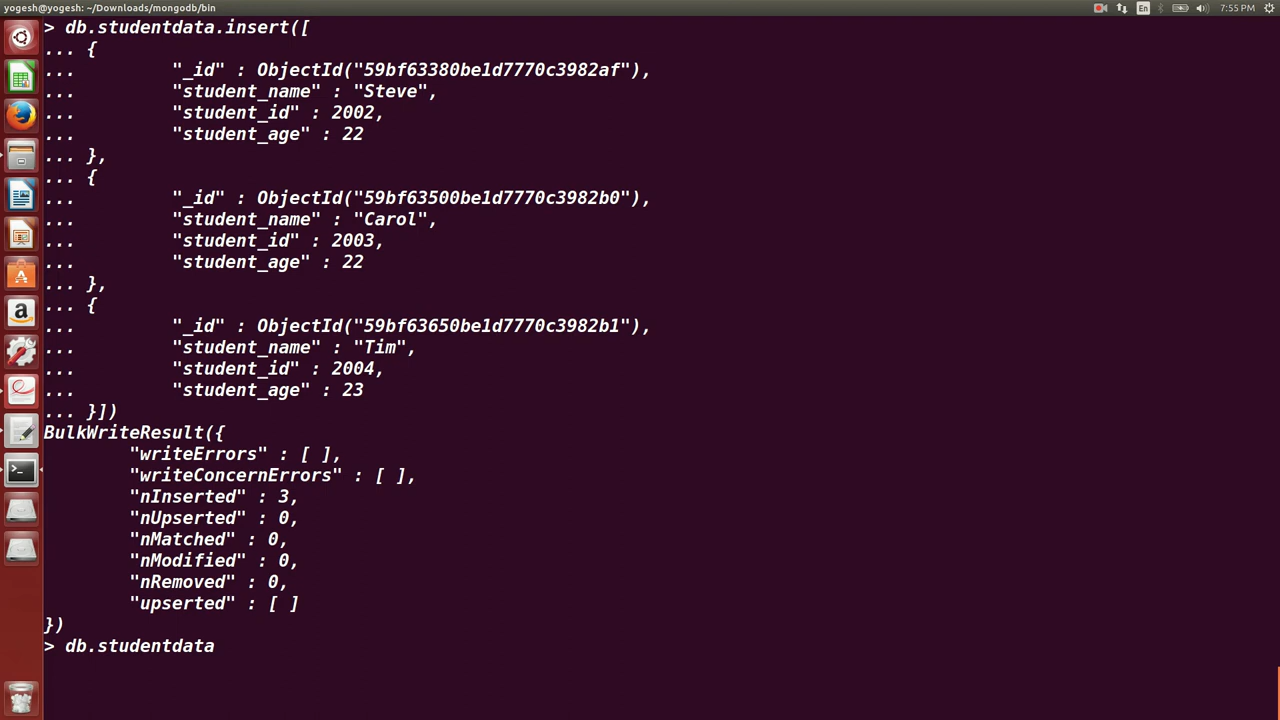 yogesh@yogesh: ~/Downloads/mongodb/bin
En
7:55 PM
> db.studentdata.insert([
... {
... "_id" : ObjectId("59bf63380be1d7770c3982af"),
... "student_name" : "Steve",
... "student_id" : 2002,
... "student_age" : 22
... },
... {
... "_id" : ObjectId("59bf63500be1d7770c3982b0"),
... "student_name" : "Carol",
... "student_id" : 2003,
... "student_age" : 22
... },
... {
... "_id" : ObjectId("59bf63650be1d7770c3982b1"),
... "student_name" : "Tim",
... "student_id" : 2004,
... "student_age" : 23
... }])
BulkWriteResult({
"writeErrors" : [ ],
"writeConcernErrors" : [ ],
"nInserted" : 3,
"nUpserted" : 0,
"nMatched" : 0,
"nModified" : 0,
"nRemoved" : 0,
"upserted" : [ ]
})
> db.studentdata